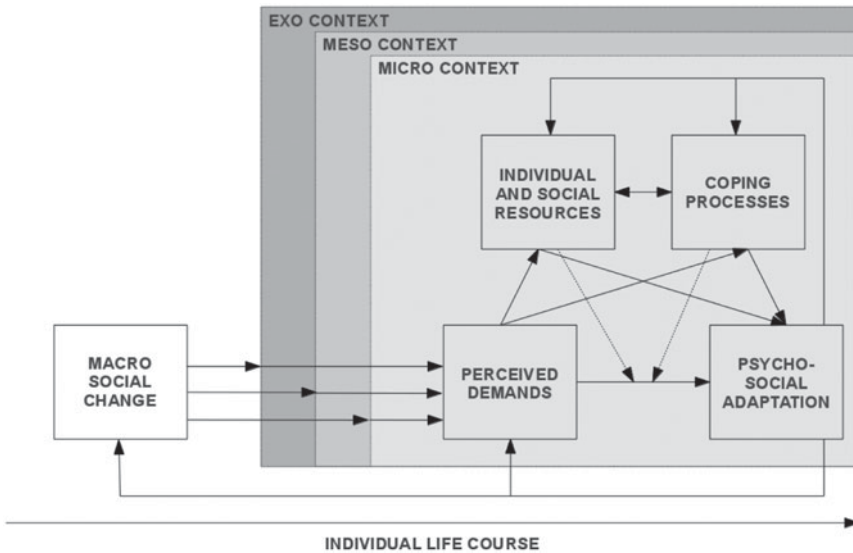 EXO CONTEXT
MESO CONTEXT
MICRO CONTEXT
INDIVIDUAL
AND SOCIAL
RESOURCES
COPING
PROCESSES
MACRO
SOCIAL
CHANGE
PERCEIVED
DEMANDS
PSYCHO-
SOCIAL
ADAPTATION
INDIVIDUAL LIFE COURSE